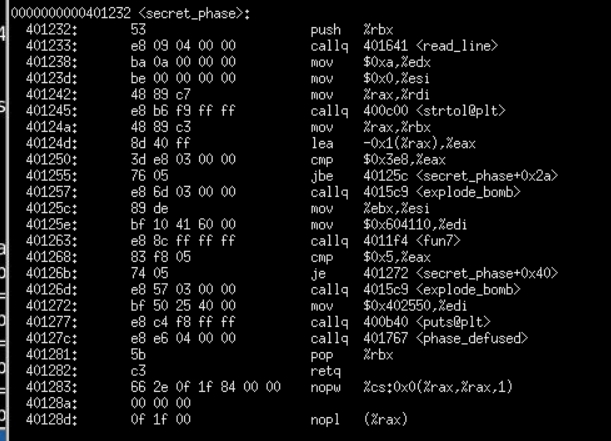 0000000000401232 <secret_phase>:
401232: 53 push %rbx
401233: e8 09 04 00 00 callq 401641 <read_line>
401238: ba 0a 00 00 00 mov $0xa,%edx
40123d: be 00 00 00 00 mov $0x0,%esi
401242: 48 89 c7 mov %rax,%rdi
401245: e8 b6 f9 ff ff callq 400c00 <strtol@plt>
40124a: 48 89 c3 mov %rax,%rbx
40124d: 8d 40 ff lea -0x1(%rax),%eax
401250: 3d e8 03 00 00 cmp $0x3e8,%eax
401255: 76 05 jbe 40125c <secret_phase+0x2a>
401257: e8 6d 03 00 00 callq 4015c9 <explode_bomb>
40125c: 89 de mov %ebx,%esi
40125e: bf 10 41 60 00 mov $0x604110,%edi
401263: e8 8c ff ff ff callq 4011f4 <fun7>
401268: 83 f8 05 cmp $0x5,%eax
40126b: 74 05 je 401272 <secret_phase+0x40>
40126d: e8 57 03 00 00 callq 4015c9 <explode_bomb>
401272: bf 50 25 40 00 mov $0x402550,%edi
401277: e8 c4 f8 ff ff callq 400b40 <puts@plt>
40127c: e8 e6 04 00 00 callq 401767 <phase_defused>
401281: 5b pop %rbx
401282: c3 retq
401283: 66 2e 0f 1f 84 00 00 nopw %cs:0x0(%rax,%rax,1)
40128a: 00 00 00
40128d: 0f 1f 00 nopl (%rax)